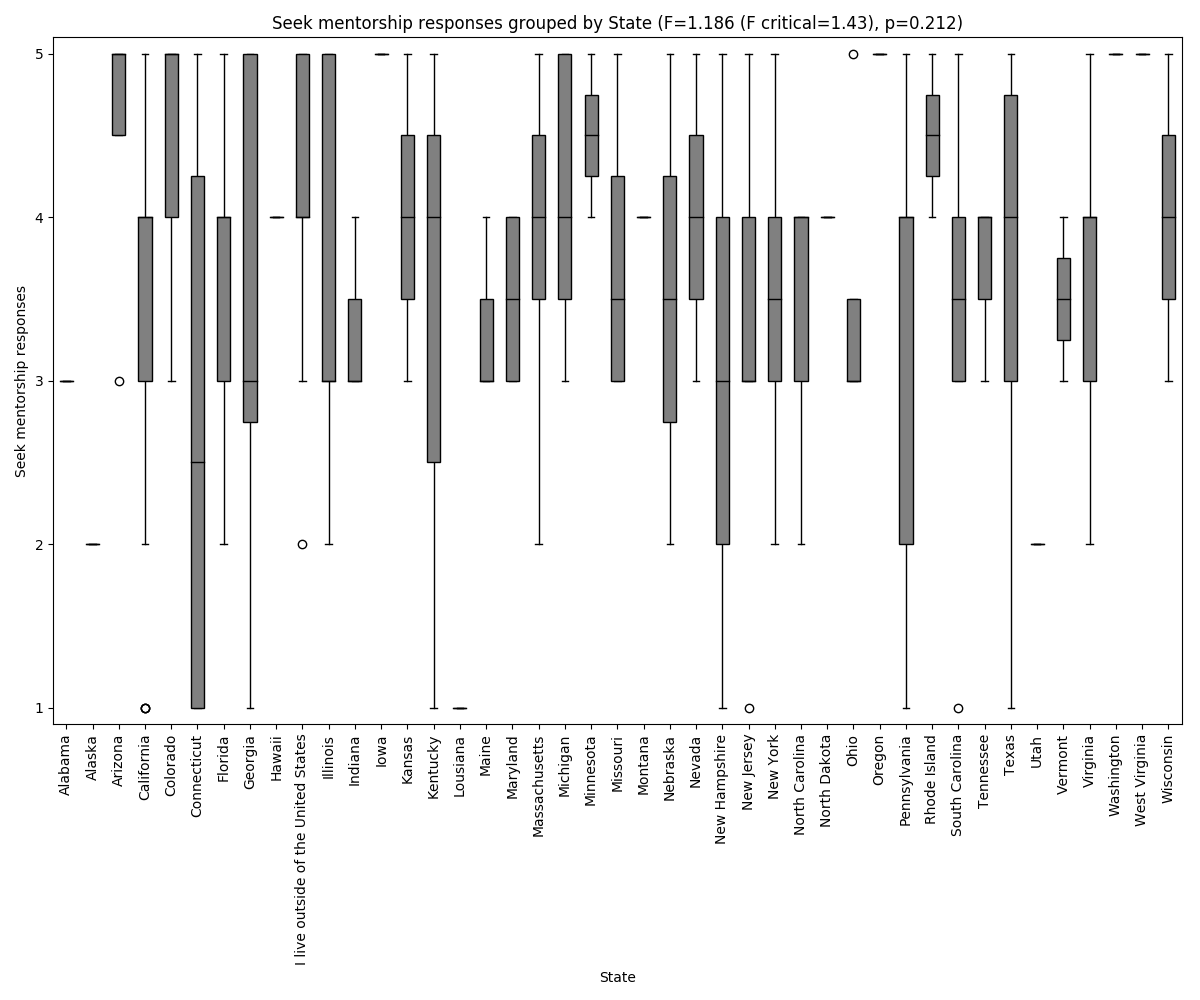 Seek mentorship responses grouped by State (F=1.186 (F critical=1.43), p=0.212)
Seek mentorship responses
5
4
3
2
1
Alabama
Alaska
Arizona
California
Colorado
Connecticut
Florida
Georgia
Hawaii
I live outside of the United States
Illinois
Indiana
Iowa
Kansas
Kentucky
Lousiana
Maine
Maryland
Massachusetts
Michigan
Minnesota
Missouri
Montana
Nebraska
Nevada
New Hampshire
New Jersey
New York
North Carolina
North Dakota
Ohio
Oregon
Pennsylvania
Rhode Island
South Carolina
Tennessee
Texas
Utah
Vermont
Virginia
Washington
West Virginia
Wisconsin
State